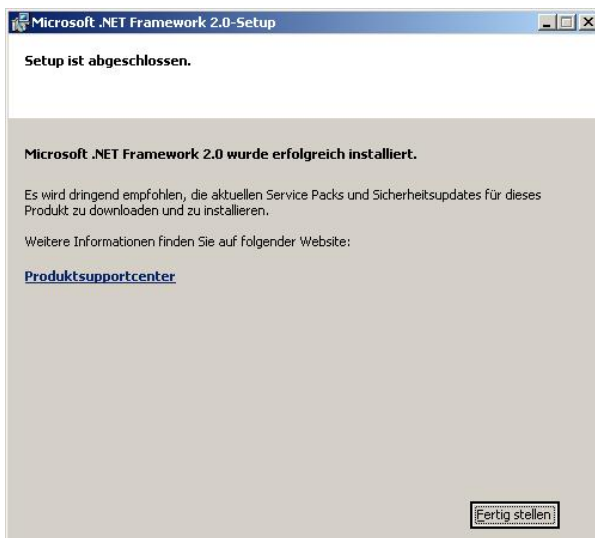 Microsoft .NET Framework 2.0-Setup
Setup ist abgeschlossen.
Microsoft .NET Framework 2.0 wurde erfolgreich installiert.
Es wird dringend empfohlen, die aktuellen Service Packs und Sicherheitsupdates für dieses
Produkt zu downloaden und zu installieren.
Weitere Informationen finden Sie auf folgender Website:
Produktsupportcenter
Fertig stellen